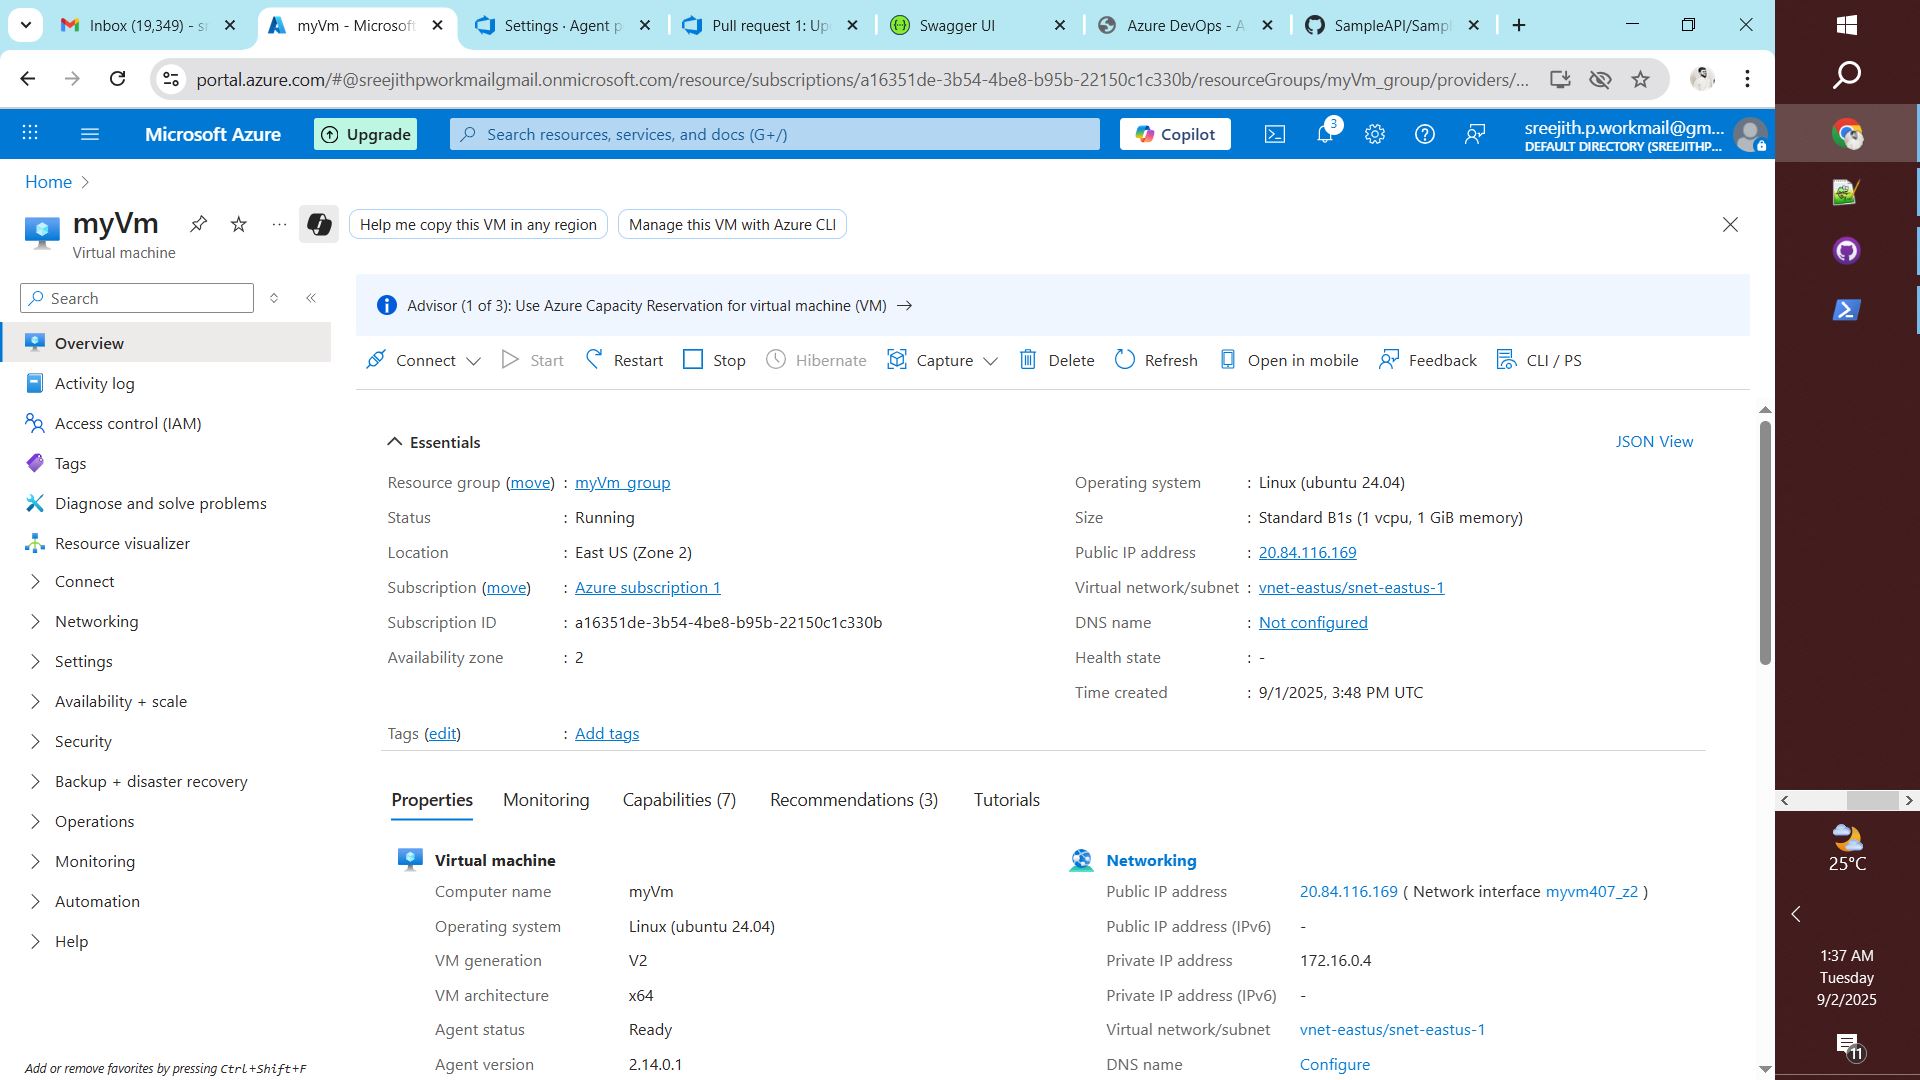 Inbox (19,349) - sr
myVm - Microsoft
Settings · Agent p
Pull request 1: Up
Swagger UI
Azure DevOps - A
SampleAPI/Sampl
portal.azure.com/#@sreejithpworkmailgmail.onmicrosoft.com/resource/subscriptions/a16351de-3b54-4be8-b95b-22150c1c330b/resourceGroups/myVm_group/providers/...
Microsoft Azure
Upgrade
Search resources, services, and docs (G+/)
Copilot
3
sreejith.p.workmail@gm...
DEFAULT DIRECTORY (SREEJITHP...
Home
myVm
Virtual machine
Help me copy this VM in any region
Manage this VM with Azure CLI
Search
Overview
Activity log
Access control (IAM)
Tags
Diagnose and solve problems
Resource visualizer
Connect
Networking
Settings
Availability + scale
Security
Backup + disaster recovery
Operations
Monitoring
Automation
Help
Add or remove favorites by pressing Ctrl+Shift+F
Advisor (1 of 3): Use Azure Capacity Reservation for virtual machine (VM) →
Connect Start Restart Stop Hibernate Capture Delete Refresh Open in mobile Feedback CLI / PS
Essentials
JSON View
Resource group (move) : myVm_group
Status : Running
Location : East US (Zone 2)
Subscription (move) : Azure subscription 1
Subscription ID : a16351de-3b54-4be8-b95b-22150c1c330b
Availability zone : 2
Operating system : Linux (ubuntu 24.04)
Size : Standard B1s (1 vcpu, 1 GiB memory)
Public IP address : 20.84.116.169
Virtual network/subnet : vnet-eastus/snet-eastus-1
DNS name : Not configured
Health state : -
Time created : 9/1/2025, 3:48 PM UTC
Tags (edit) : Add tags
Properties Monitoring Capabilities (7) Recommendations (3) Tutorials
Virtual machine
Computer name myVm
Operating system Linux (ubuntu 24.04)
VM generation V2
VM architecture x64
Agent status Ready
Agent version 2.14.0.1
Networking
Public IP address 20.84.116.169 ( Network interface myvm407_z2 )
Public IP address (IPv6) -
Private IP address 172.16.0.4
Private IP address (IPv6) -
Virtual network/subnet vnet-eastus/snet-eastus-1
DNS name Configure
25°C
1:37 AM
Tuesday
9/2/2025
11